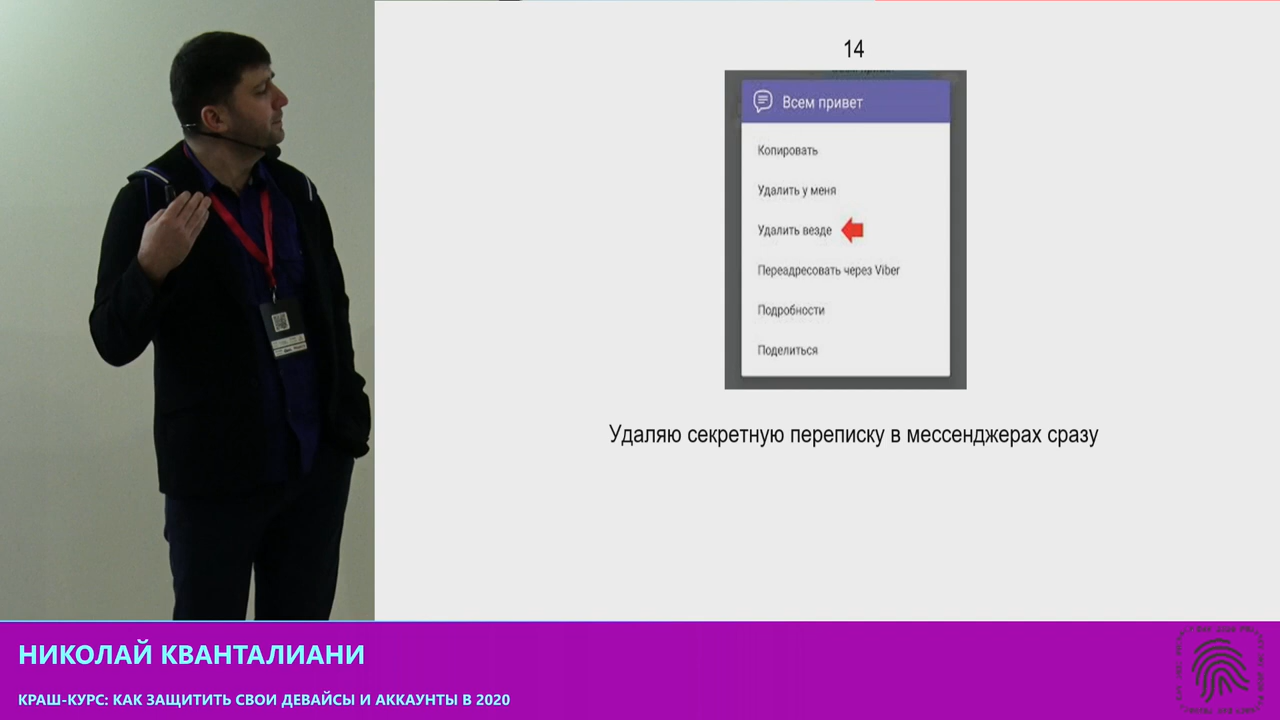 14
Всем привет
Копировать
Удалить у меня
Удалить везде
Переадресовать через Viber
Подробности
Поделиться
Удаляю секретную переписку в мессенджерах сразу
НИКОЛАЙ КВАНТАЛИАНИ
КРАШ-КУРС: КАК ЗАЩИТИТЬ СВОИ ДЕВАЙСЫ И АККАУНТЫ В 2020